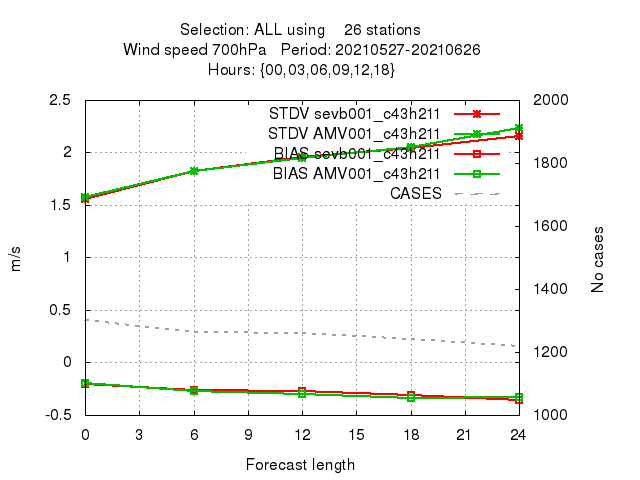 Selection: ALL using 26 stations
Wind speed 700hPa Period: 20210527-20210626
Hours: {00,03,06,09,12,18}
2.5
2
1.5
1
0.5
0
-0.5
m/s
STDV sevb001_c43h211
STDV AMV001_c43h211
BIAS sevb001_c43h211
BIAS AMV001_c43h211
CASES
2000
1800
1600
1400
1200
1000
No cases
0 3 6 9 12 15 18 21 24
Forecast length